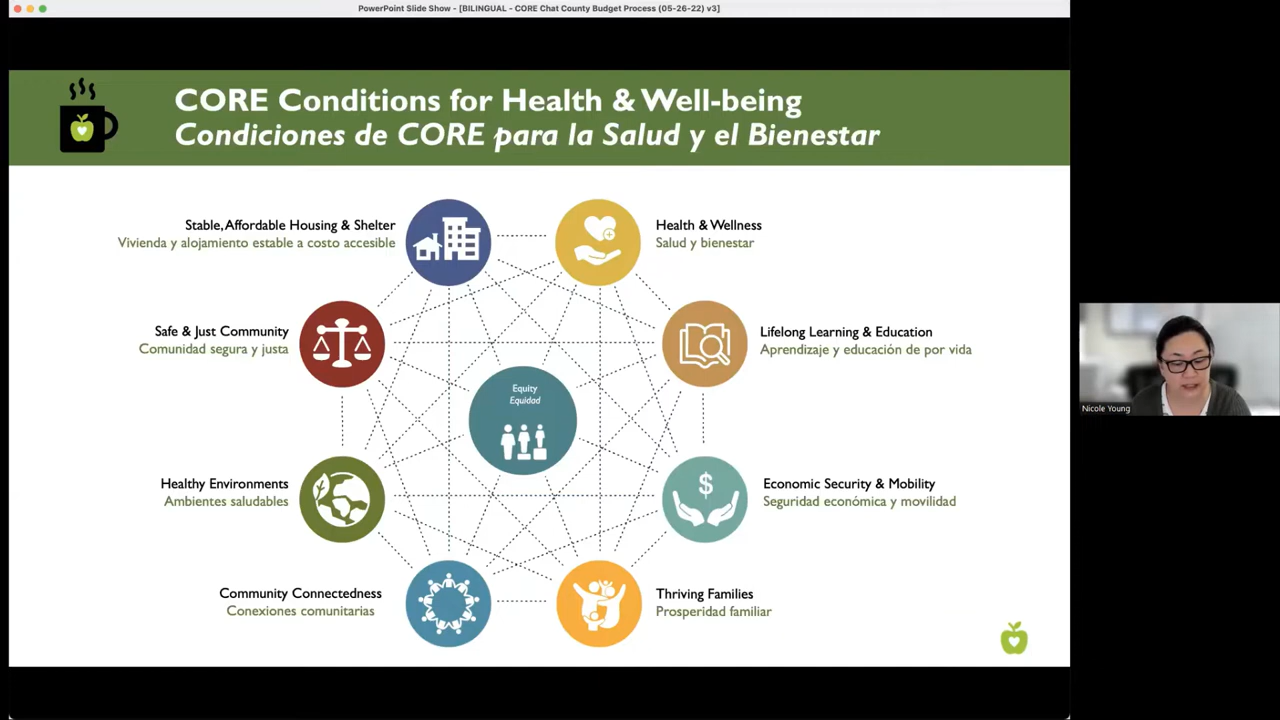 PowerPoint Slide Show - [BILINGUAL - CORE Chat County Budget Process (05-26-22) v3]
CORE Conditions for Health & Well-being
Condiciones de CORE para la Salud y el Bienestar
Stable, Affordable Housing & Shelter
Vivienda y alojamiento estable a costo accesible
Health & Wellness
Salud y bienestar
Safe & Just Community
Comunidad segura y justa
Lifelong Learning & Education
Aprendizaje y educación de por vida
Equity
Equidad
Healthy Environments
Ambientes saludables
$
Economic Security & Mobility
Seguridad económica y movilidad
Community Connectedness
Conexiones comunitarias
Thriving Families
Prosperidad familiar
Nicole Young